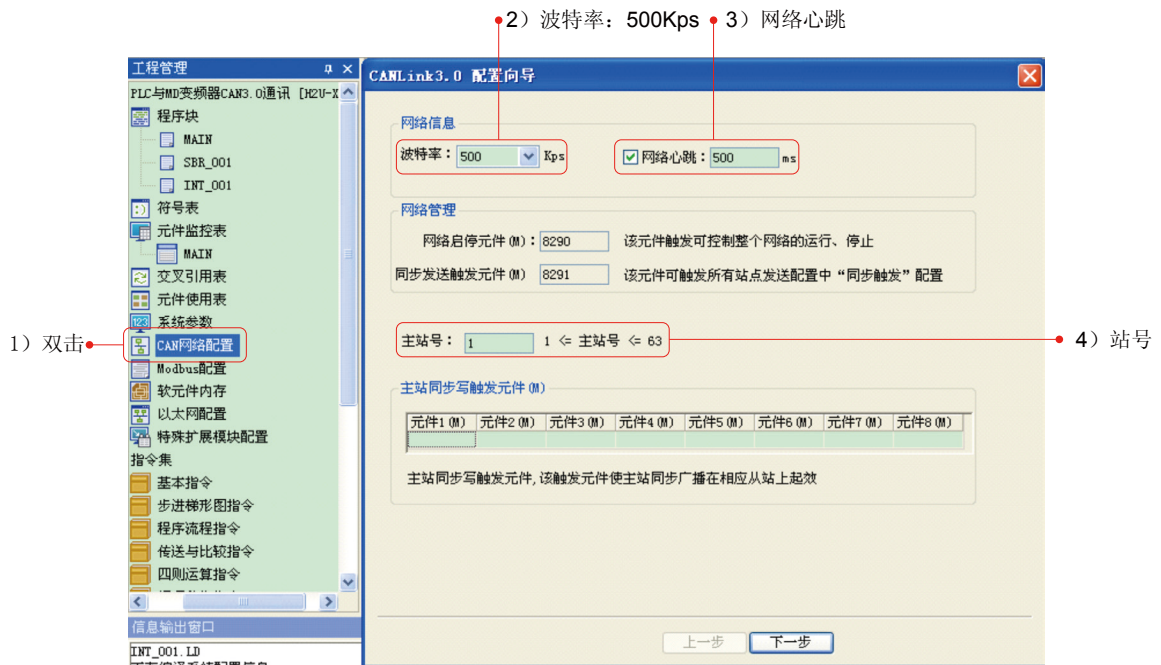 2）波特率：500Kps 3）网络心跳
工程管理
PLC与MD变频器CAN3.0通讯 [H2U-X
程序块
MAIN
SBR_001
INT_001
符号表
元件监控表
MAIN
交叉引用表
元件使用表
系统参数
1）双击
CAN网络配置
Modbus配置
软元件内存
以太网配置
特殊扩展模块配置
指令集
基本指令
步进梯形图指令
程序流程指令
传送与比较指令
四则运算指令
信息输出窗口
INT_001.LD
CANLink3.0 配置向导
网络信息
波特率：500 Kps 网络心跳：500 ms
网络管理
网络启停元件(M)：8290 该元件触发可控制整个网络的运行、停止
同步发送触发元件(M) 8291 该元件可触发所有站点发送配置中“同步触发”配置
主站号：1 1 <= 主站号 <= 63
4）站号
主站同步写触发元件(M)
元件1(M) 元件2(M) 元件3(M) 元件4(M) 元件5(M) 元件6(M) 元件7(M) 元件8(M)
主站同步写触发元件,该触发元件使主站同步广播在相应从站上起效
上一步 下一步